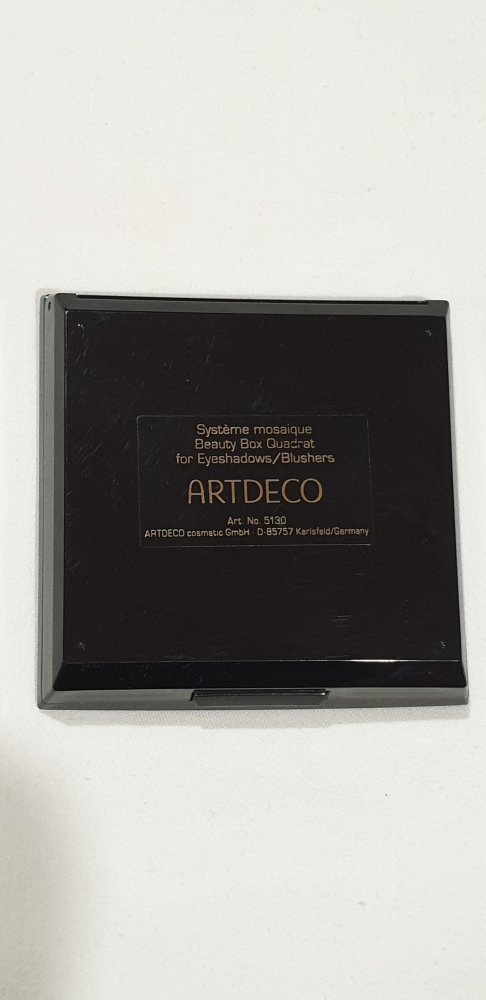 Système mosaique
Beauty Box Quadrat
for Eyeshadows/Blushers
ARTDECO
Art. No. 5130
ARTDECO cosmetic GmbH · D-85757 Karlsfeld/Germany